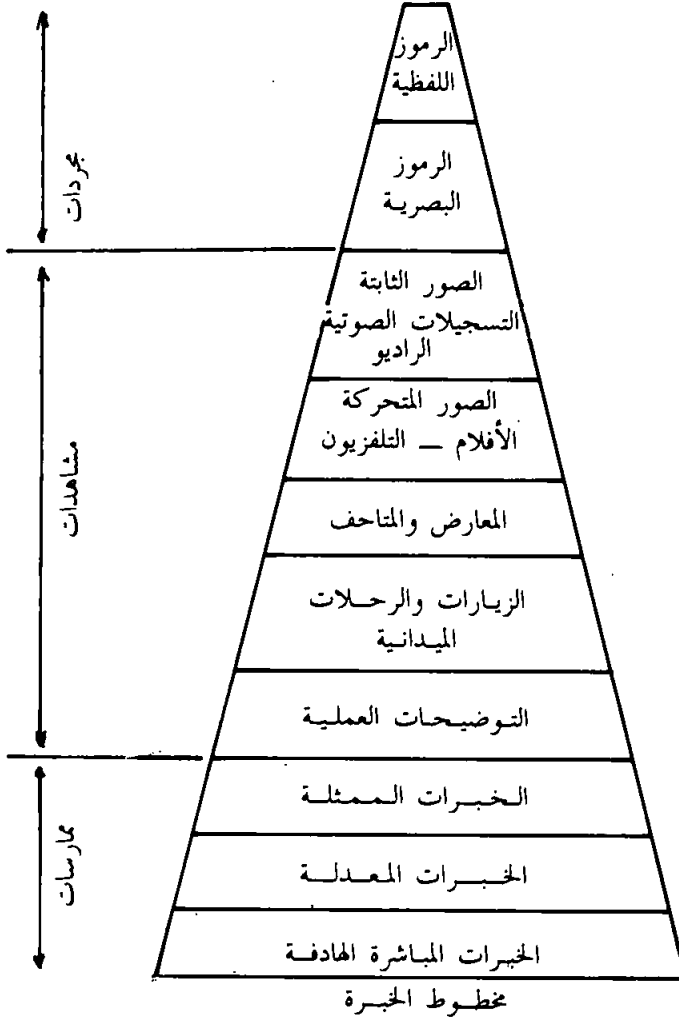 الرموز
اللفظية
الرموز
البصرية
مجردات
الصور الثابتة
التسجيلات الصوتية
الراديو
الصور المتحركة
الأفلام — التلفزيون
المعارض والمتاحف
الزيارات والرحلات
الميدانية
التوضيحات العملية
مشاهدات
الخبرات الممثلة
الخبرات المعدلة
الخبرات المباشرة الهادفة
ممارسات
مخطوط الخبرة